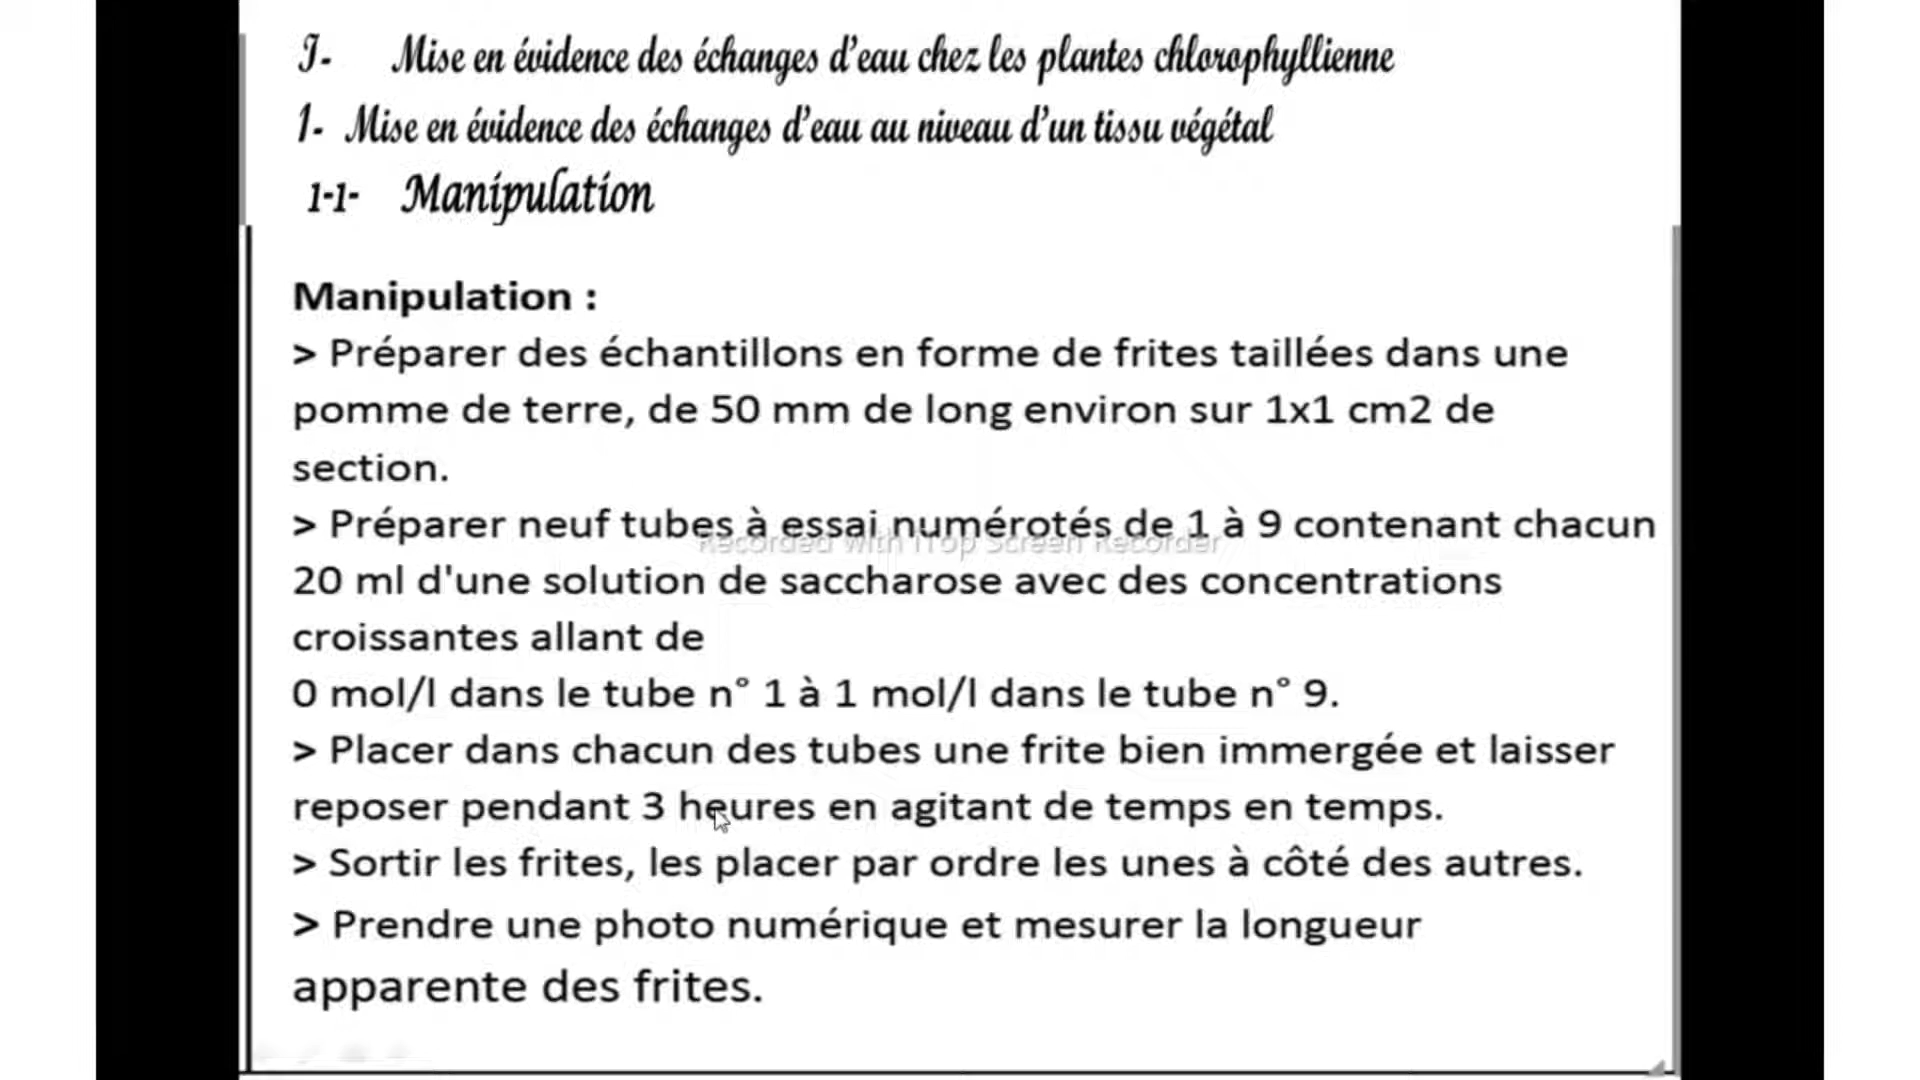 I- Mise en évidence des échanges d'eau chez les plantes chlorophyllienne
1- Mise en évidence des échanges d'eau au niveau d'un tissu végétal
1-1- Manipulation
Manipulation :
> Préparer des échantillons en forme de frites taillées dans une
pomme de terre, de 50 mm de long environ sur 1x1 cm2 de
section.
> Préparer neuf tubes à essai numérotés de 1 à 9 contenant chacun
Recorded with iTop Screen Recorder
20 ml d'une solution de saccharose avec des concentrations
croissantes allant de
0 mol/l dans le tube n° 1 à 1 mol/l dans le tube n° 9.
> Placer dans chacun des tubes une frite bien immergée et laisser
reposer pendant 3 heures en agitant de temps en temps.
> Sortir les frites, les placer par ordre les unes à côté des autres.
> Prendre une photo numérique et mesurer la longueur
apparente des frites.